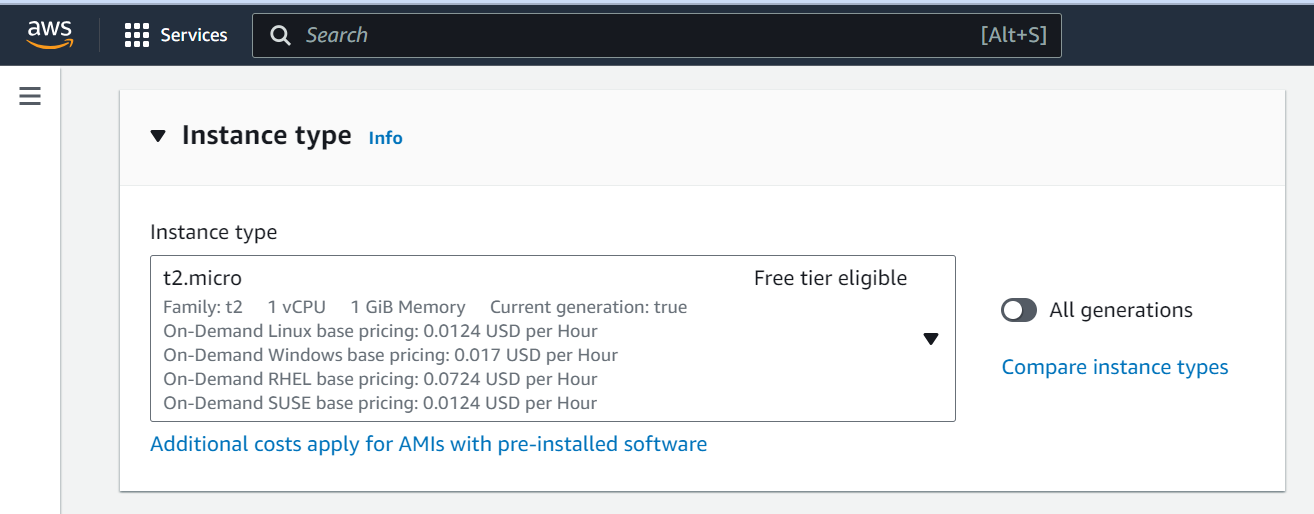 aws Services Search [Alt+S]
Instance type Info
Instance type
t2.micro Free tier eligible
Family: t2 1 vCPU 1 GiB Memory Current generation: true
On-Demand Linux base pricing: 0.0124 USD per Hour
On-Demand Windows base pricing: 0.017 USD per Hour
On-Demand RHEL base pricing: 0.0724 USD per Hour
On-Demand SUSE base pricing: 0.0124 USD per Hour
All generations
Compare instance types
Additional costs apply for AMIs with pre-installed software